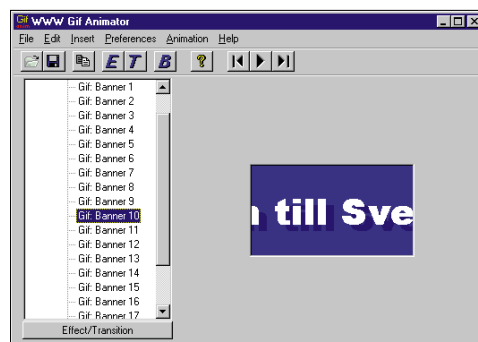 WWW Gif Animator
File Edit Insert Preferences Animation Help
E T B ?
Gif: Banner 1
Gif: Banner 2
Gif: Banner 3
Gif: Banner 4
Gif: Banner 5
Gif: Banner 6
Gif: Banner 7
Gif: Banner 8
Gif: Banner 9
Gif: Banner 10
Gif: Banner 11
Gif: Banner 12
Gif: Banner 13
Gif: Banner 14
Gif: Banner 15
Gif: Banner 16
Gif: Banner 17
Effect/Transition
n till Sve